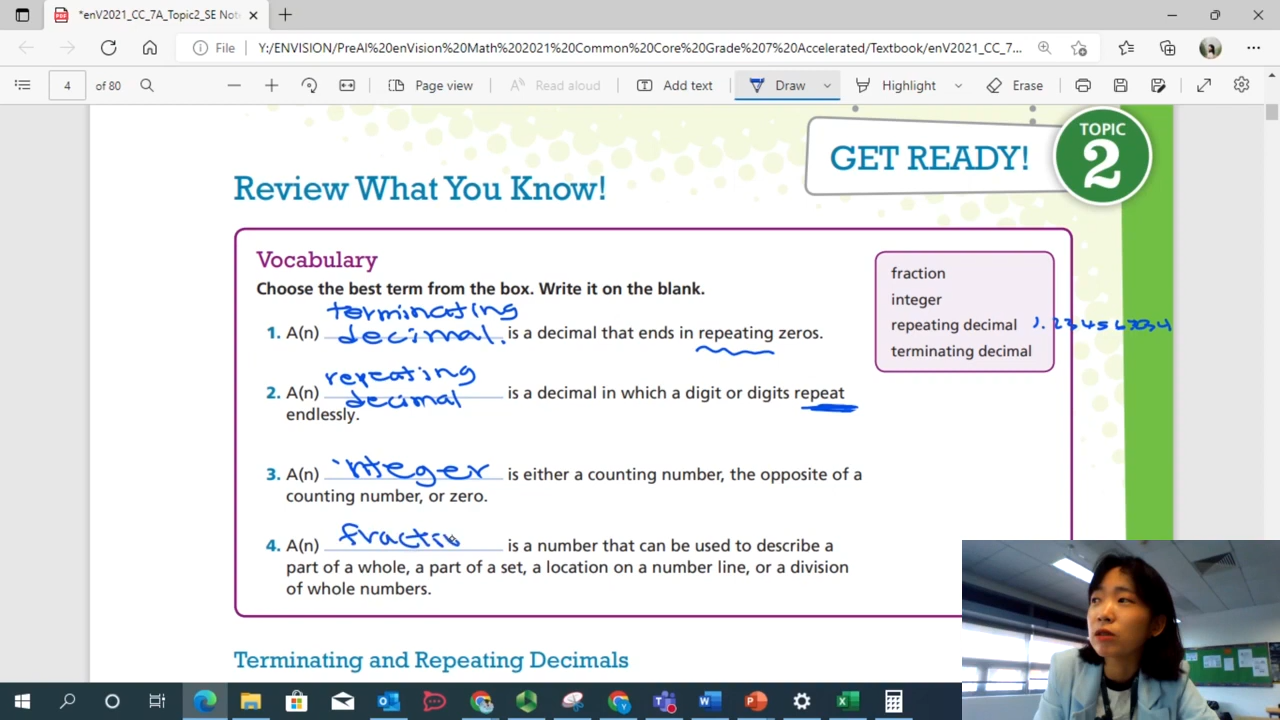 *enV2021_CC_7A_Topic2_SE Not
File Y:/ENVISION/PreAI%20enVision%20Math%202021%20Common%20Core%20Grade%207%20Accelerated/Textbook/enV2021_CC_7...
4 of 80 Page view Read aloud Add text Draw Highlight Erase
GET READY!
TOPIC
2
Review What You Know!
Vocabulary
Choose the best term from the box. Write it on the blank.
fraction
integer
repeating decimal
terminating decimal
terminating
1. A(n) decimal. is a decimal that ends in repeating zeros.
repeating
2. A(n) decimal is a decimal in which a digit or digits repeat
endlessly.
3. A(n) integer is either a counting number, the opposite of a
counting number, or zero.
4. A(n) fractio is a number that can be used to describe a
part of a whole, a part of a set, a location on a number line, or a division
of whole numbers.
Terminating and Repeating Decimals